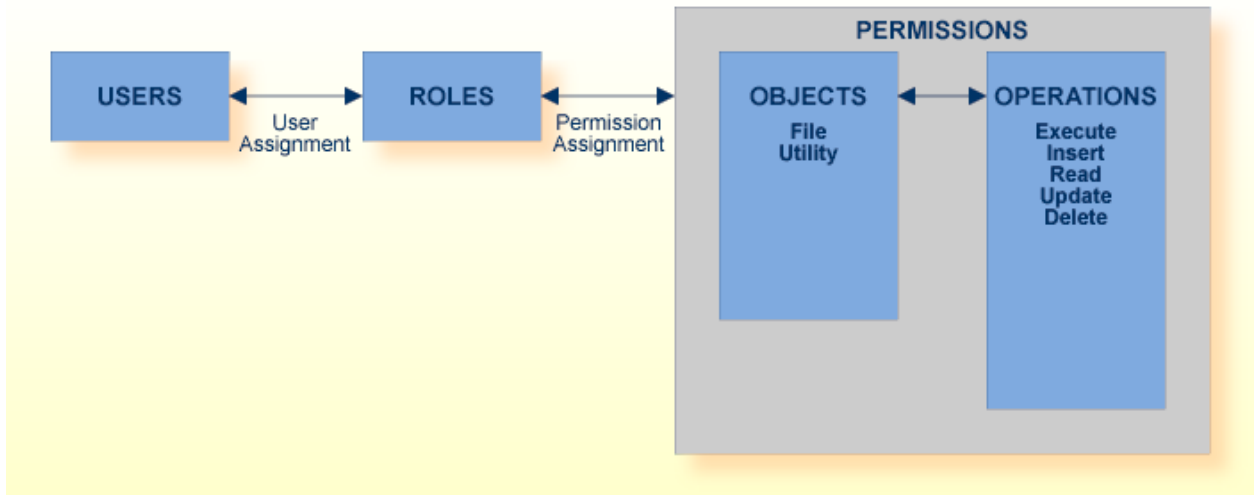 PERMISSIONS
USERS
User
Assignment
ROLES
Permission
Assignment
OBJECTS
File
Utility
OPERATIONS
Execute
Insert
Read
Update
Delete